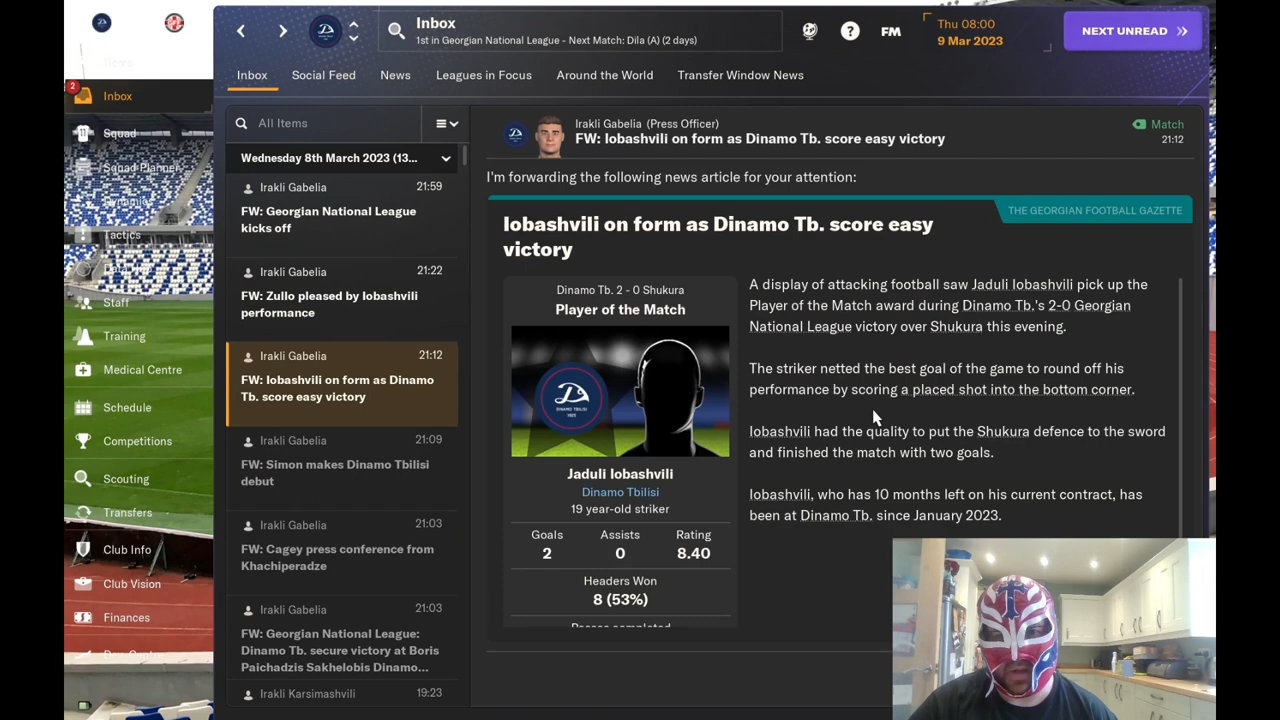 Inbox
1st in Georgian National League - Next Match: Dila (A) (2 days)
?
FM
Thu 08:00
9 Mar 2023
NEXT UNREAD
Inbox
Social Feed
News
Leagues in Focus
Around the World
Transfer Window News
2
Inbox
Squad
Squad Planner
Dynamics
Tactics
Data Hub
Staff
Training
Medical Centre
Schedule
Competitions
Scouting
Transfers
Club Info
Club Vision
Finances
All Items
Wednesday 8th March 2023 (13...
Irakli Gabelia 21:59
FW: Georgian National League
kicks off
Irakli Gabelia 21:22
FW: Zullo pleased by Iobashvili
performance
Irakli Gabelia 21:12
FW: Iobashvili on form as Dinamo
Tb. score easy victory
Irakli Gabelia 21:09
FW: Simon makes Dinamo Tbilisi
debut
Irakli Gabelia 21:03
FW: Cagey press conference from
Khachiperadze
Irakli Gabelia 21:03
FW: Georgian National League:
Dinamo Tb. secure victory at Boris
Paichadzis Sakhelobis Dinamo...
Irakli Karsimashvili 19:23
Irakli Gabelia (Press Officer)
FW: Iobashvili on form as Dinamo Tb. score easy victory
Match
21:12
I'm forwarding the following news article for your attention:
THE GEORGIAN FOOTBALL GAZETTE
Iobashvili on form as Dinamo Tb. score easy
victory
Dinamo Tb. 2 - 0 Shukura
Player of the Match
DINAMO TBILISI
1925
Jaduli Iobashvili
Dinamo Tbilisi
19 year-old striker
Goals Assists Rating
2 0 8.40
Headers Won
8 (53%)
Passes completed
A display of attacking football saw Jaduli Iobashvili pick up the
Player of the Match award during Dinamo Tb.'s 2-0 Georgian
National League victory over Shukura this evening.
The striker netted the best goal of the game to round off his
performance by scoring a placed shot into the bottom corner.
Iobashvili had the quality to put the Shukura defence to the sword
and finished the match with two goals.
Iobashvili, who has 10 months left on his current contract, has
been at Dinamo Tb. since January 2023.